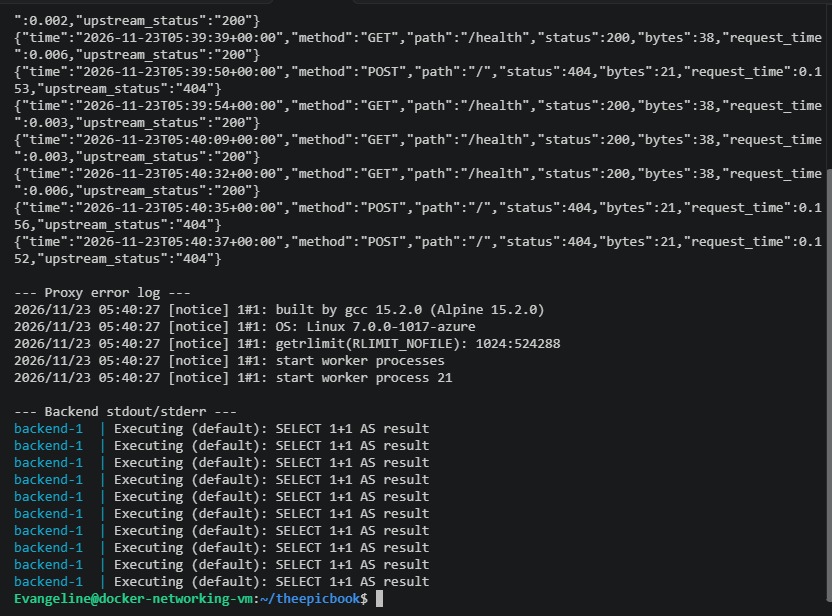 ":0.002,"upstream_status":"200"}
{"time":"2026-11-23T05:39:39+00:00","method":"GET","path":"/health","status":200,"bytes":38,"request_time
":0.006,"upstream_status":"200"}
{"time":"2026-11-23T05:39:50+00:00","method":"POST","path":"/","status":404,"bytes":21,"request_time":0.1
53,"upstream_status":"404"}
{"time":"2026-11-23T05:39:54+00:00","method":"GET","path":"/health","status":200,"bytes":38,"request_time
":0.003,"upstream_status":"200"}
{"time":"2026-11-23T05:40:09+00:00","method":"GET","path":"/health","status":200,"bytes":38,"request_time
":0.003,"upstream_status":"200"}
{"time":"2026-11-23T05:40:32+00:00","method":"GET","path":"/health","status":200,"bytes":38,"request_time
":0.006,"upstream_status":"200"}
{"time":"2026-11-23T05:40:35+00:00","method":"POST","path":"/","status":404,"bytes":21,"request_time":0.1
56,"upstream_status":"404"}
{"time":"2026-11-23T05:40:37+00:00","method":"POST","path":"/","status":404,"bytes":21,"request_time":0.1
52,"upstream_status":"404"}
--- Proxy error log ---
2026/11/23 05:40:27 [notice] 1#1: built by gcc 15.2.0 (Alpine 15.2.0)
2026/11/23 05:40:27 [notice] 1#1: OS: Linux 7.0.0-1017-azure
2026/11/23 05:40:27 [notice] 1#1: getrlimit(RLIMIT_NOFILE): 1024:524288
2026/11/23 05:40:27 [notice] 1#1: start worker processes
2026/11/23 05:40:27 [notice] 1#1: start worker process 21
--- Backend stdout/stderr ---
backend-1  | Executing (default): SELECT 1+1 AS result
backend-1  | Executing (default): SELECT 1+1 AS result
backend-1  | Executing (default): SELECT 1+1 AS result
backend-1  | Executing (default): SELECT 1+1 AS result
backend-1  | Executing (default): SELECT 1+1 AS result
backend-1  | Executing (default): SELECT 1+1 AS result
backend-1  | Executing (default): SELECT 1+1 AS result
backend-1  | Executing (default): SELECT 1+1 AS result
backend-1  | Executing (default): SELECT 1+1 AS result
backend-1  | Executing (default): SELECT 1+1 AS result
Evangeline@docker-networking-vm:~/theepicbook$